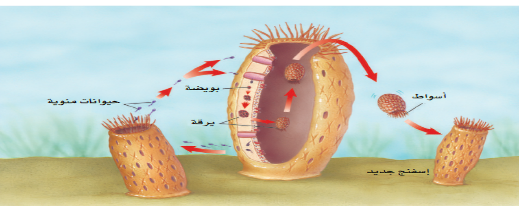 بويضة
أسواط
حيوانات منوية
يرقة
إسفنج جديد